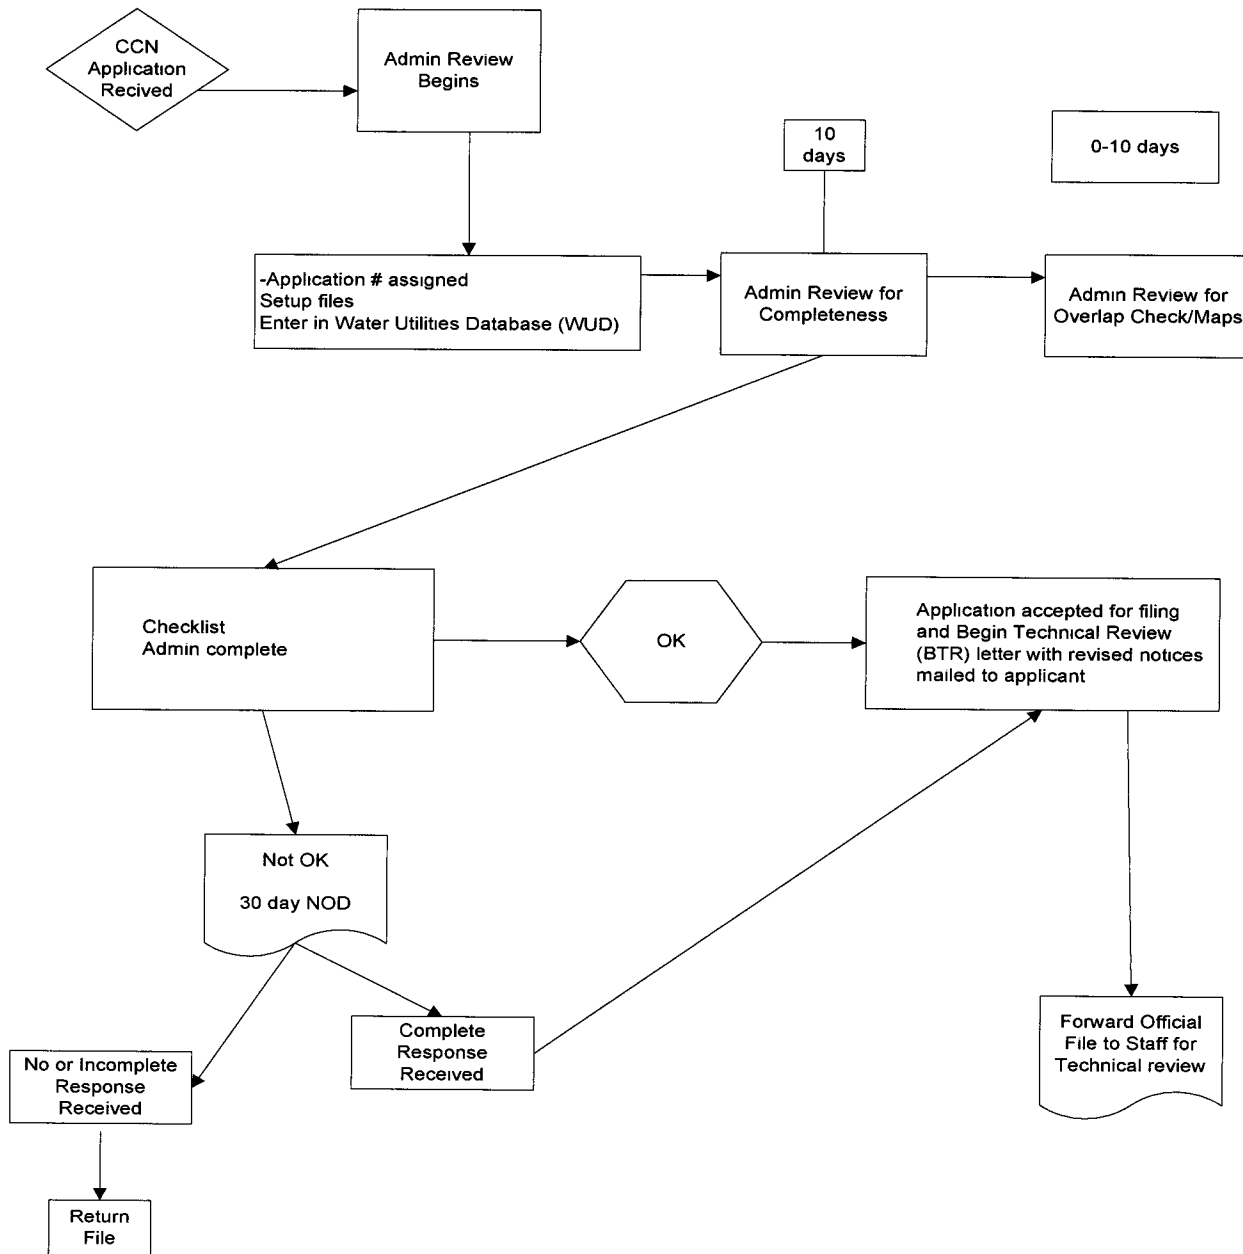 CCN
Application
Recived
Admin Review
Begins
10
days
0-10 days
-Application # assigned
Setup files
Enter in Water Utilities Database (WUD)
Admin Review for
Completeness
Admin Review for
Overlap Check/Maps
Checklist
Admin complete
OK
Application accepted for filing
and Begin Technical Review
(BTR) letter with revised notices
mailed to applicant
Not OK
30 day NOD
Complete
Response
Received
Forward Official
File to Staff for
Technical review
No or Incomplete
Response
Received
Return
File